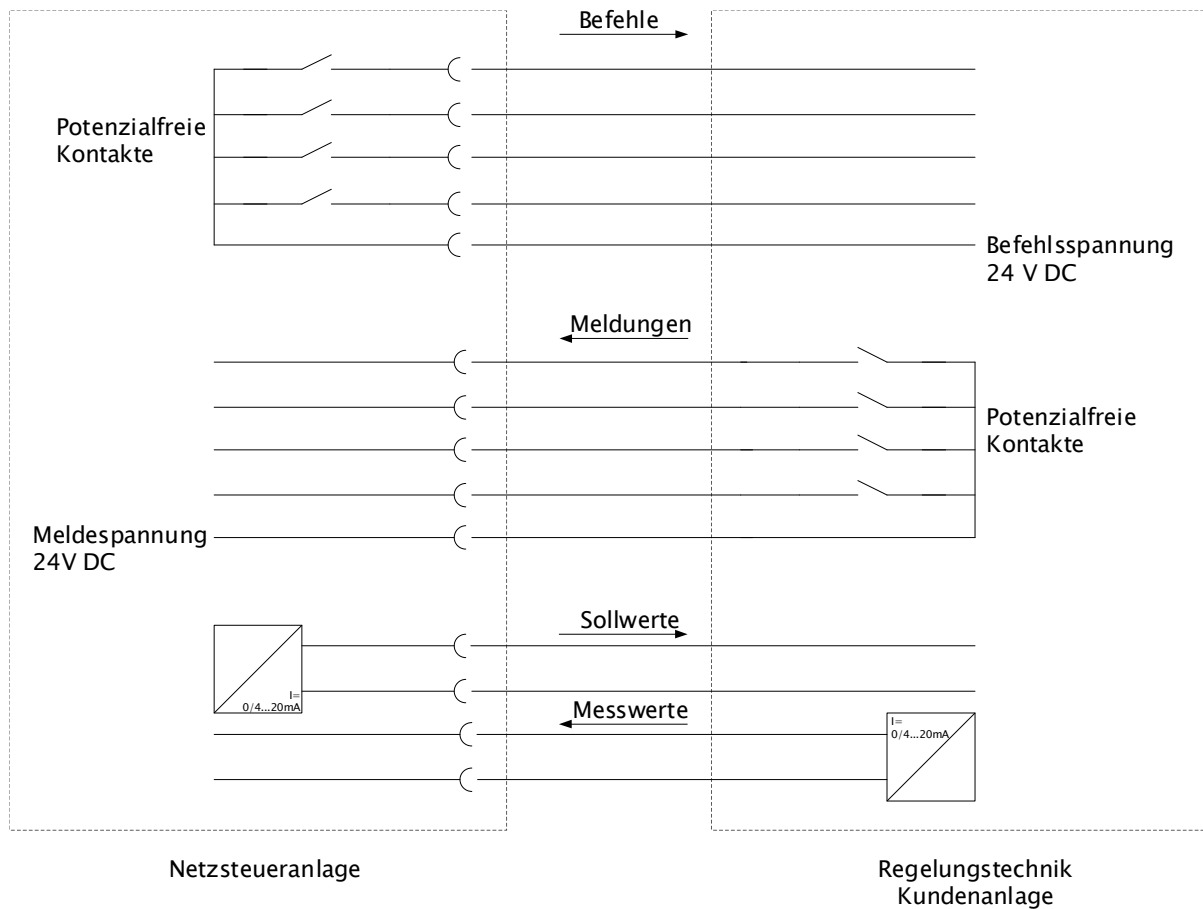 Befehle
Potenzialfreie
Kontakte
Befehlsspannung
24 V DC
Meldungen
Potenzialfreie
Kontakte
Meldespannung
24V DC
Sollwerte
I=
0/4...20mA
Messwerte
I=
0/4...20mA
Netzsteueranlage
Regelungstechnik
Kundenanlage